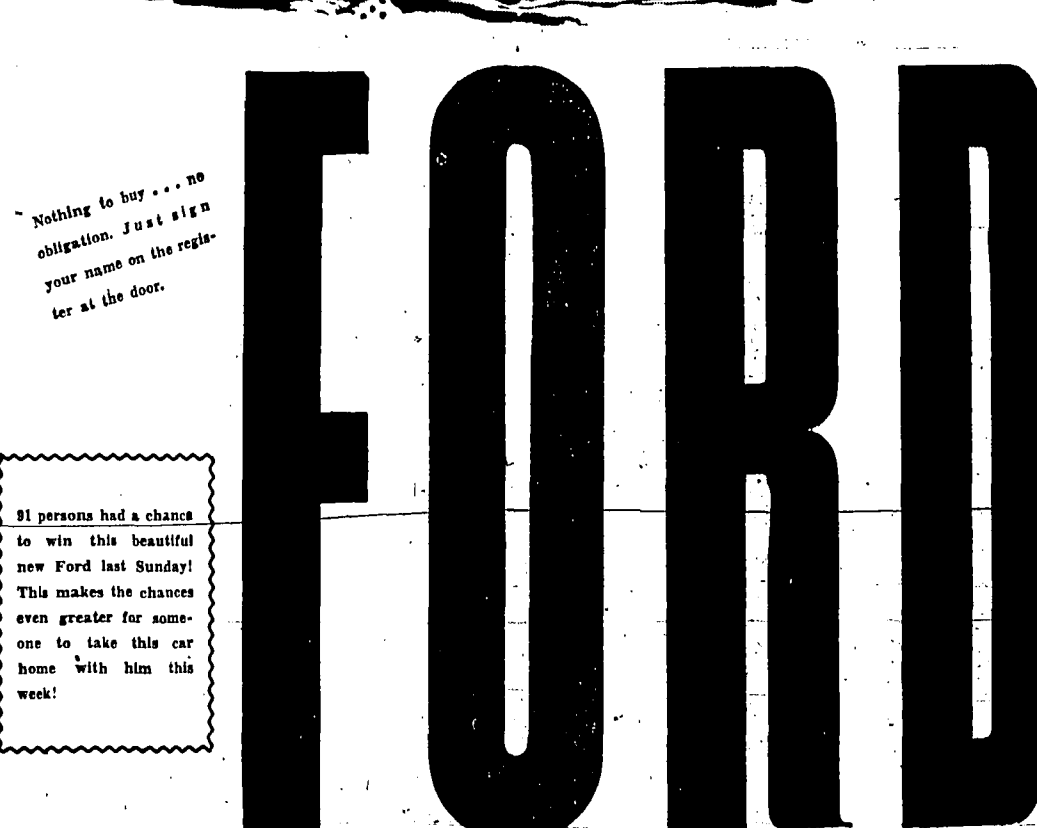 FORD
Nothing to buy . . . no
obligation. Just sign
your name on the regis-
ter at the door.
91 persons had a chance
to win this beautiful
new Ford last Sunday!
This makes the chances
even greater for some-
one to take this car
home with him this
week!